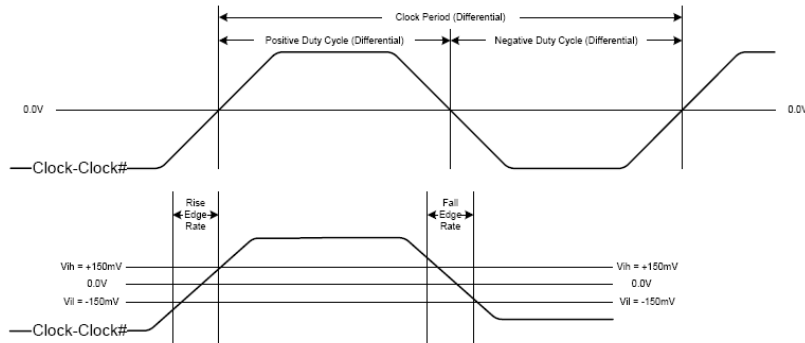 Clock Period (Differential)
Positive Duty Cycle (Differential)
Negative Duty Cycle (Differential)
0.0V
0.0V
Clock-Clock#
Rise
Edge
Rate
Fall
Edge
Rate
Vih = +150mV
Vih = +150mV
0.0V
0.0V
Vil = -150mV
Vil = -150mV
Clock-Clock#